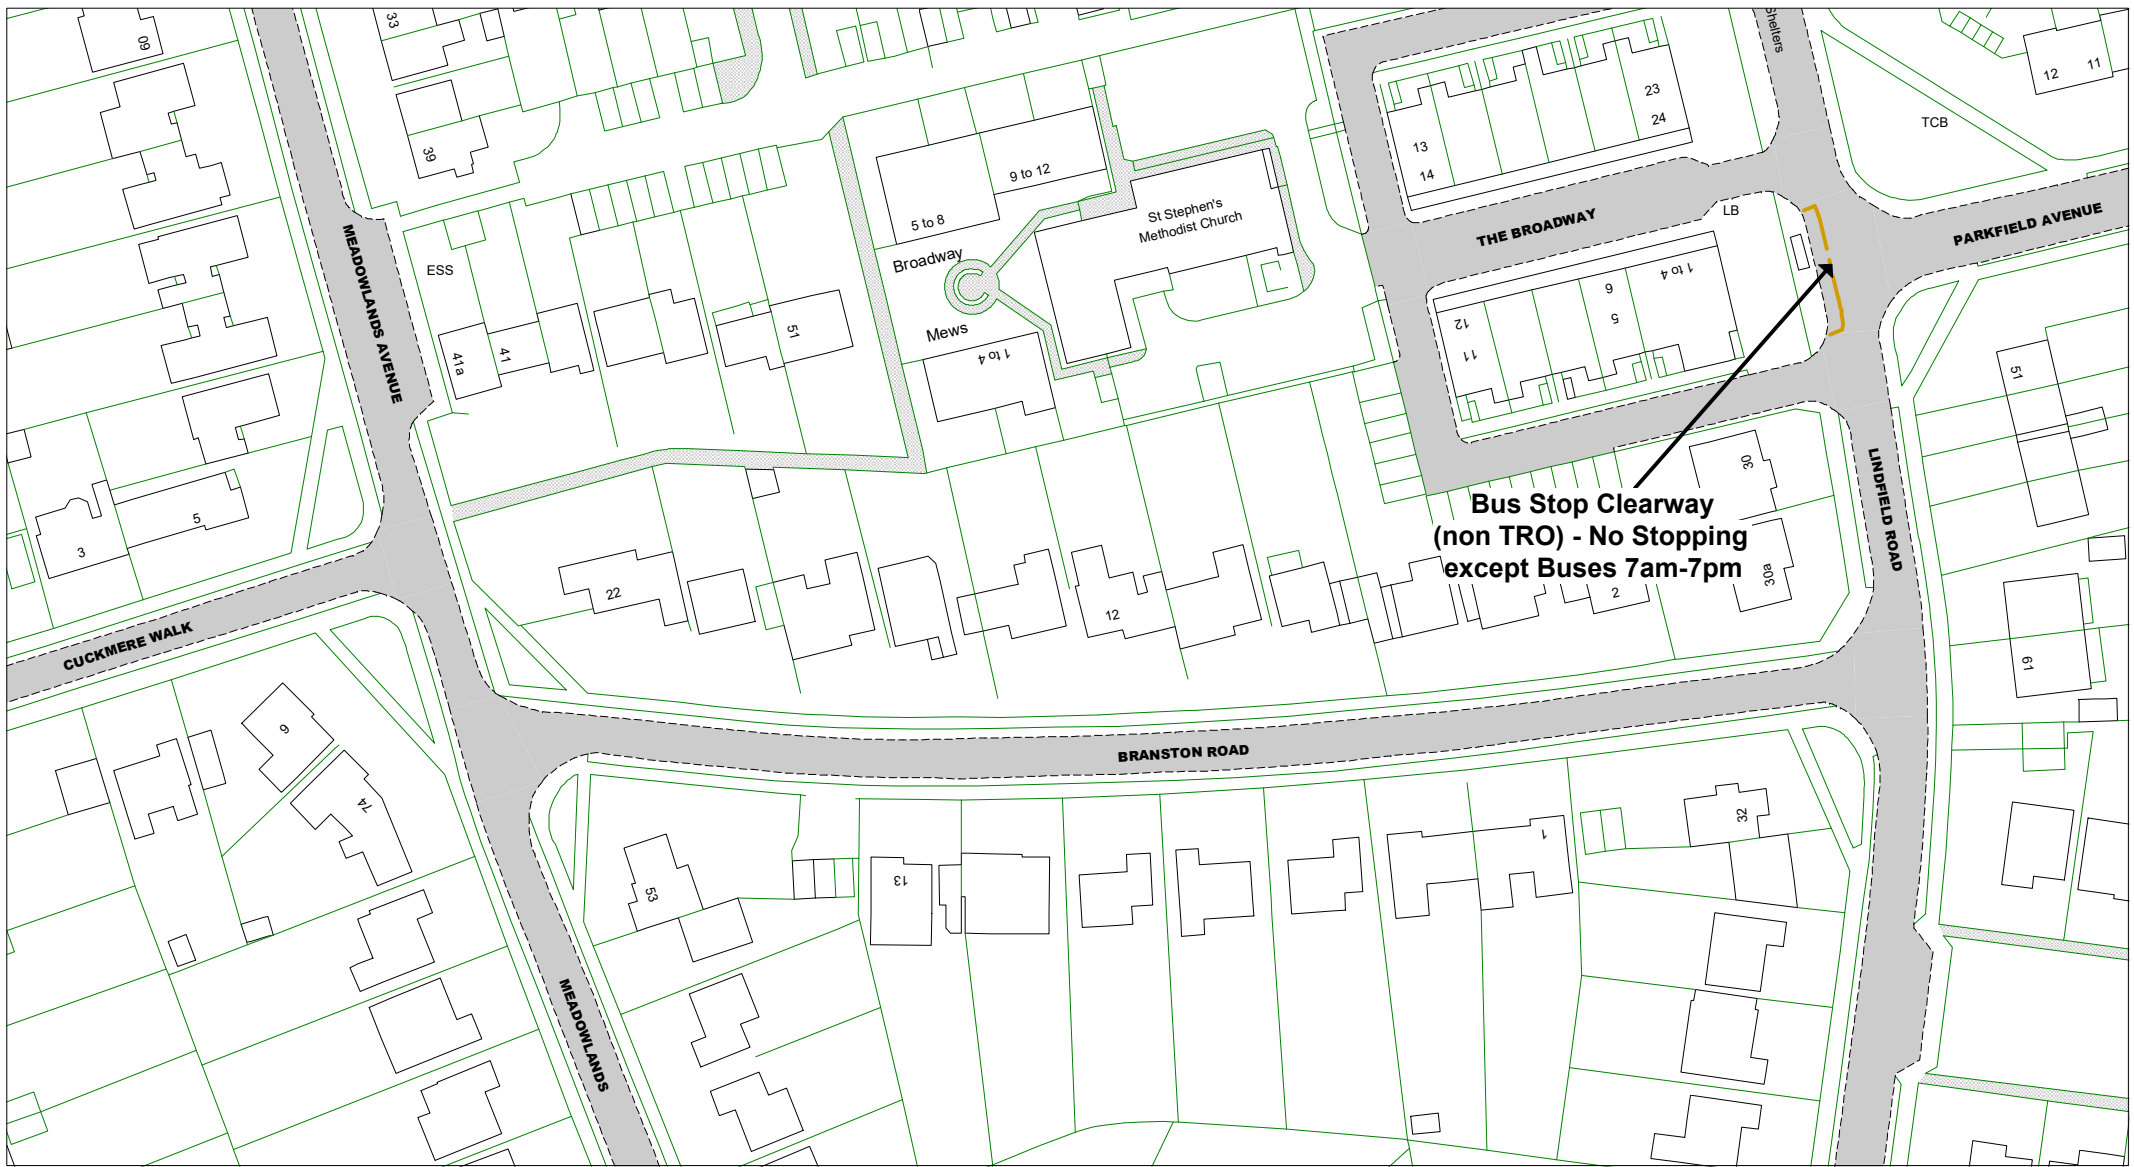 60
33
39
Shelters
12
11
TCB
23
24
13
14
9 to 12
5 to 8
St Stephen's
Methodist Church
Broadway
Mews
1 to 4
THE BROADWAY
LB
PARKFIELD AVENUE
MEADOWLANDS AVENUE
ESS
41a
41
51
12
11
6
5
1 to 4
51
3
5
30
LINDFIELD ROAD
Bus Stop Clearway
(non TRO) - No Stopping
except Buses 7am-7pm
22
12
2
30a
61
CUCKMERE WALK
9
74
BRANSTON ROAD
53
13
1
32
MEADOWLANDS